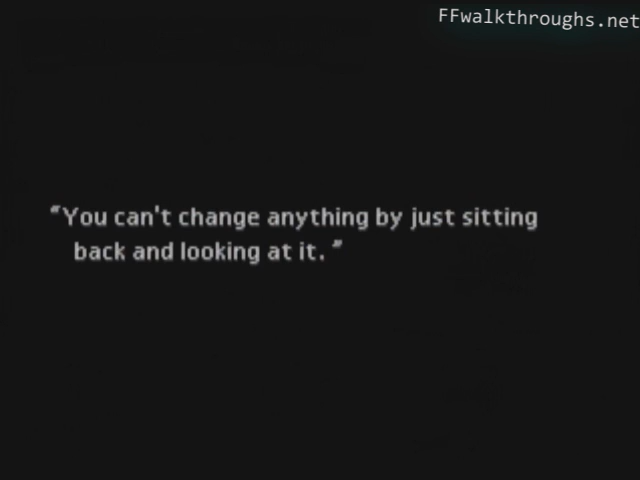 FFwalkthroughs.net
“You can't change anything by just sitting
back and looking at it. ”